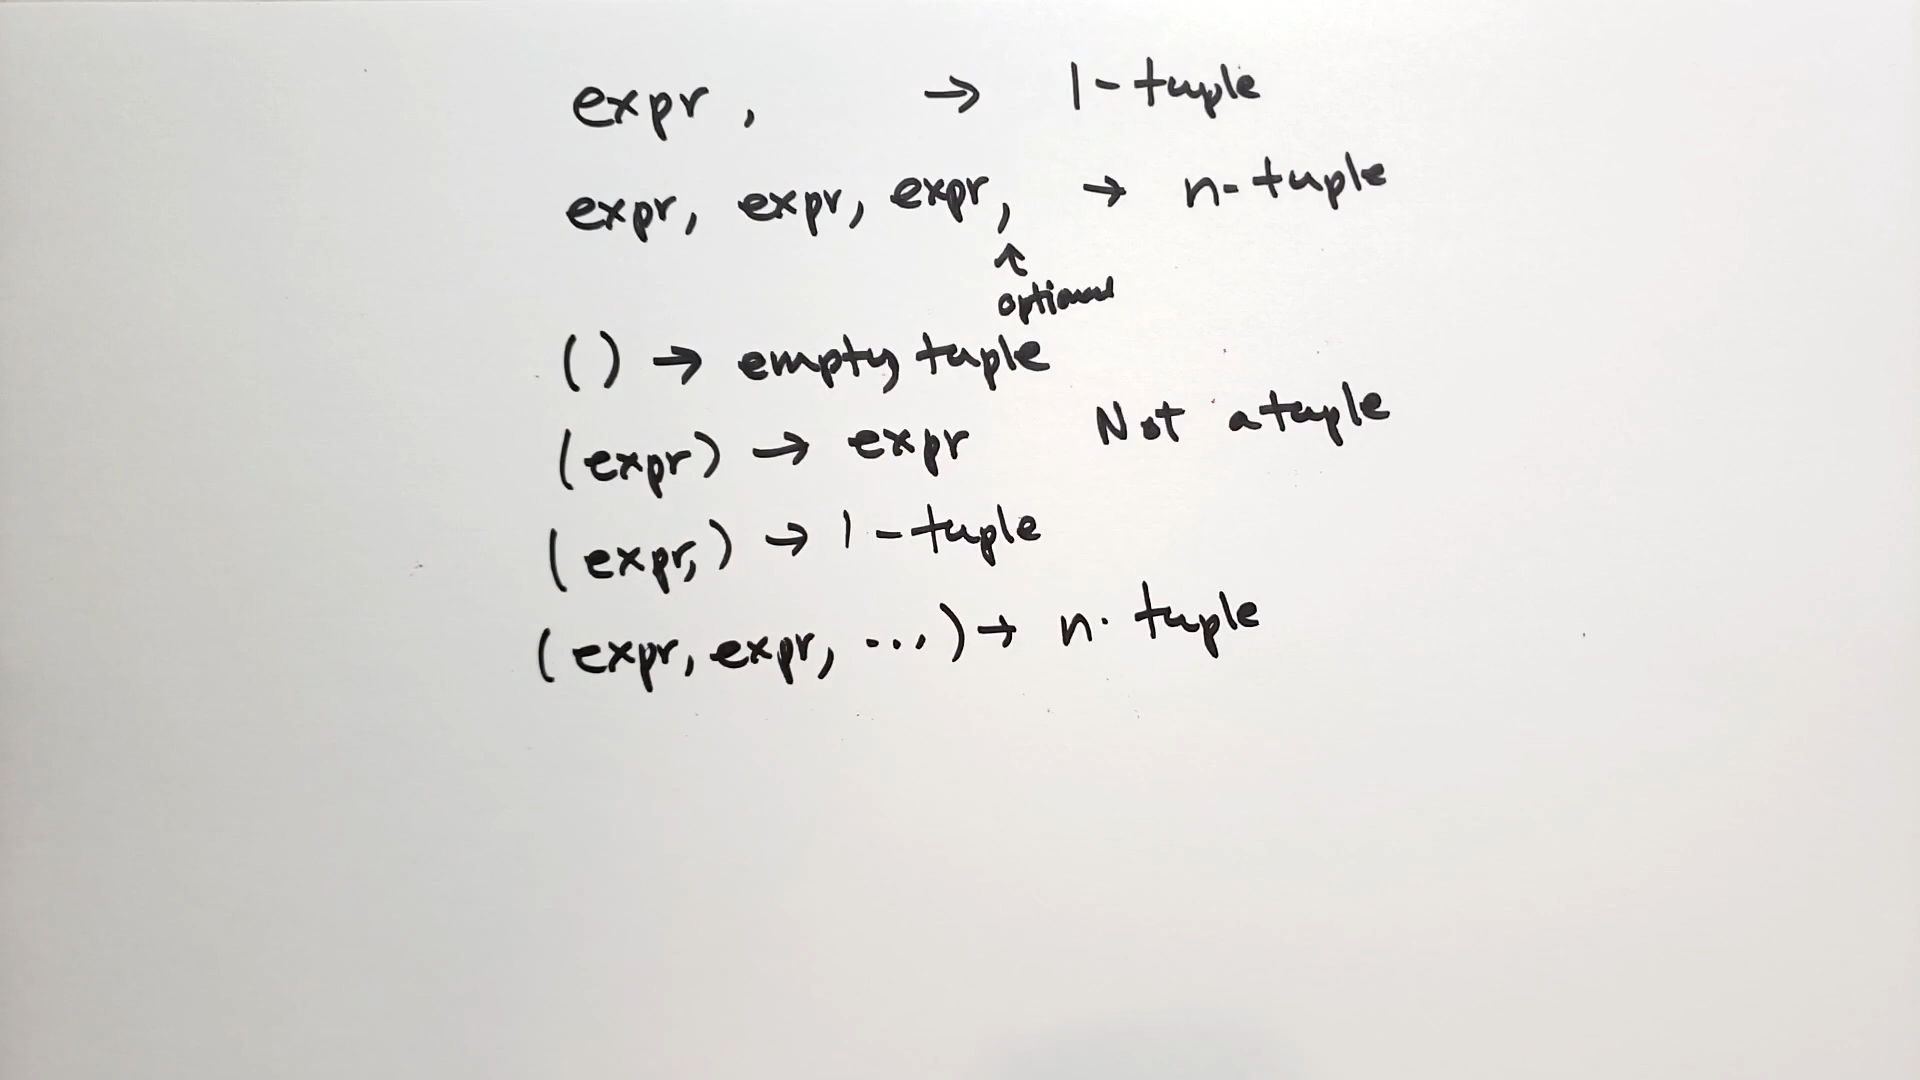 expr, → 1-tuple
expr, expr, expr, → n-tuple
↑
optional
() → empty tuple
(expr) → expr Not a tuple
(expr,) → 1-tuple
(expr, expr, ...) → n-tuple